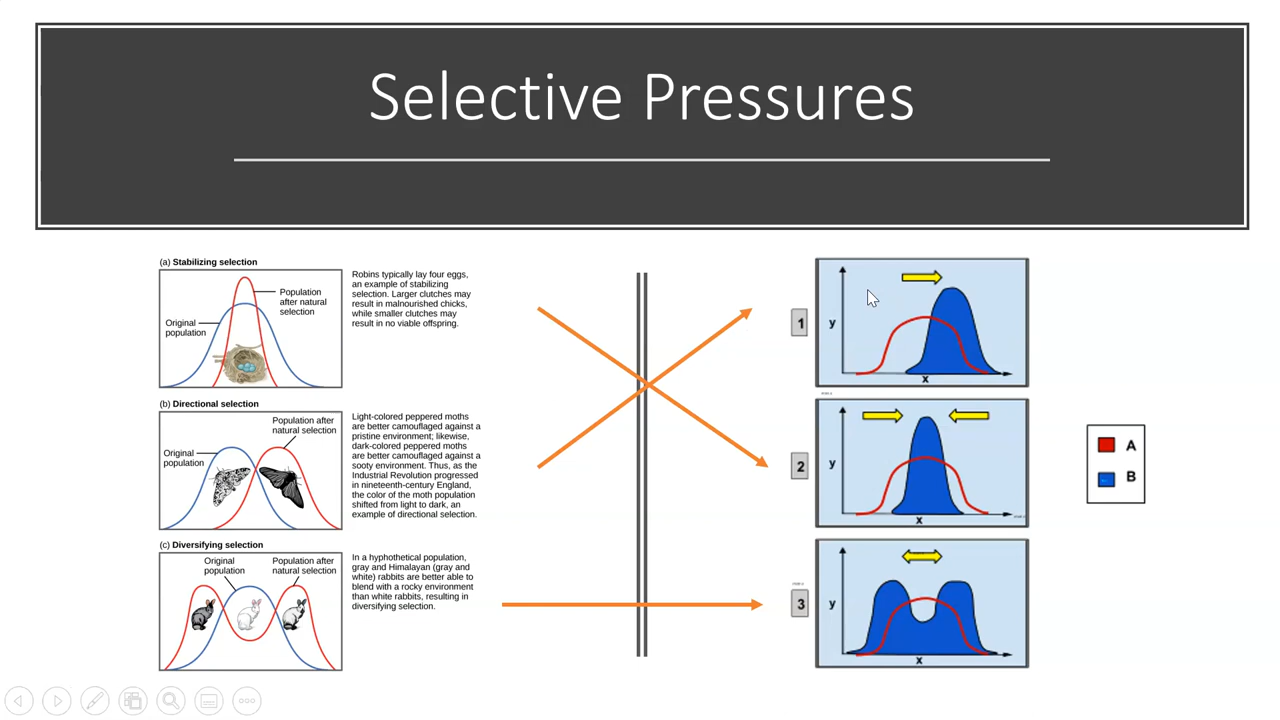 Selective Pressures
(a) Stabilizing selection
Population
after natural
selection
Original
population
Robins typically lay four eggs,
an example of stabilizing
selection. Larger clutches may
result in malnourished chicks,
while smaller clutches may
result in no viable offspring.
(b) Directional selection
Population after
natural selection
Original
population
Light-colored peppered moths
are better camouflaged against a
pristine environment; likewise,
dark-colored peppered moths
are better camouflaged against a
sooty environment. Thus, as the
Industrial Revolution progressed
in nineteenth-century England,
the color of the moth population
shifted from light to dark, an
example of directional selection.
(c) Diversifying selection
Original
population
Population after
natural selection
In a hyphothetical population,
gray and Himalayan (gray and
white) rabbits are better able to
blend with a rocky environment
than white rabbits, resulting in
diversifying selection.
1
y
x
2
y
x
3
y
x
A
B